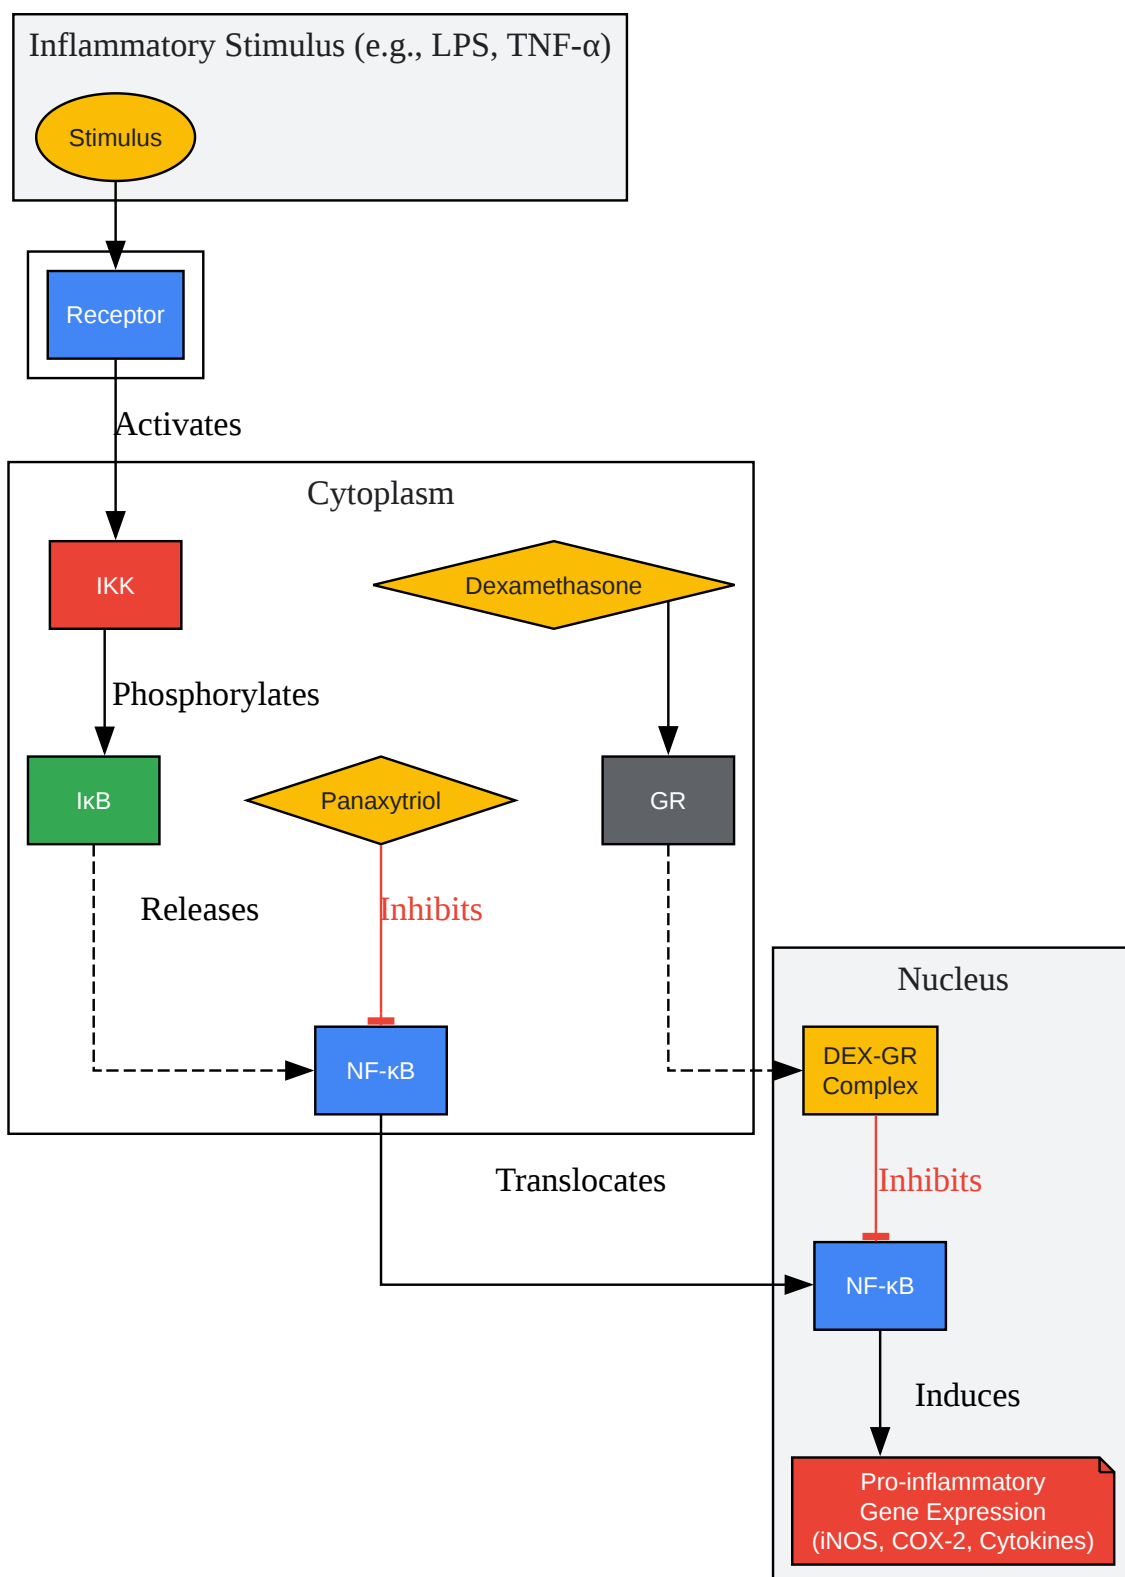 Inflammatory Stimulus (e.g., LPS, TNF-α)
Stimulus
Receptor
Activates
Cytoplasm
IKK
Dexamethasone
Phosphorylates
IκB
Panaxytriol
GR
Releases
Inhibits
Nucleus
NF-κB
DEX-GR
Complex
Translocates
Inhibits
NF-κB
Induces
Pro-inflammatory
Gene Expression
(iNOS, COX-2, Cytokines)